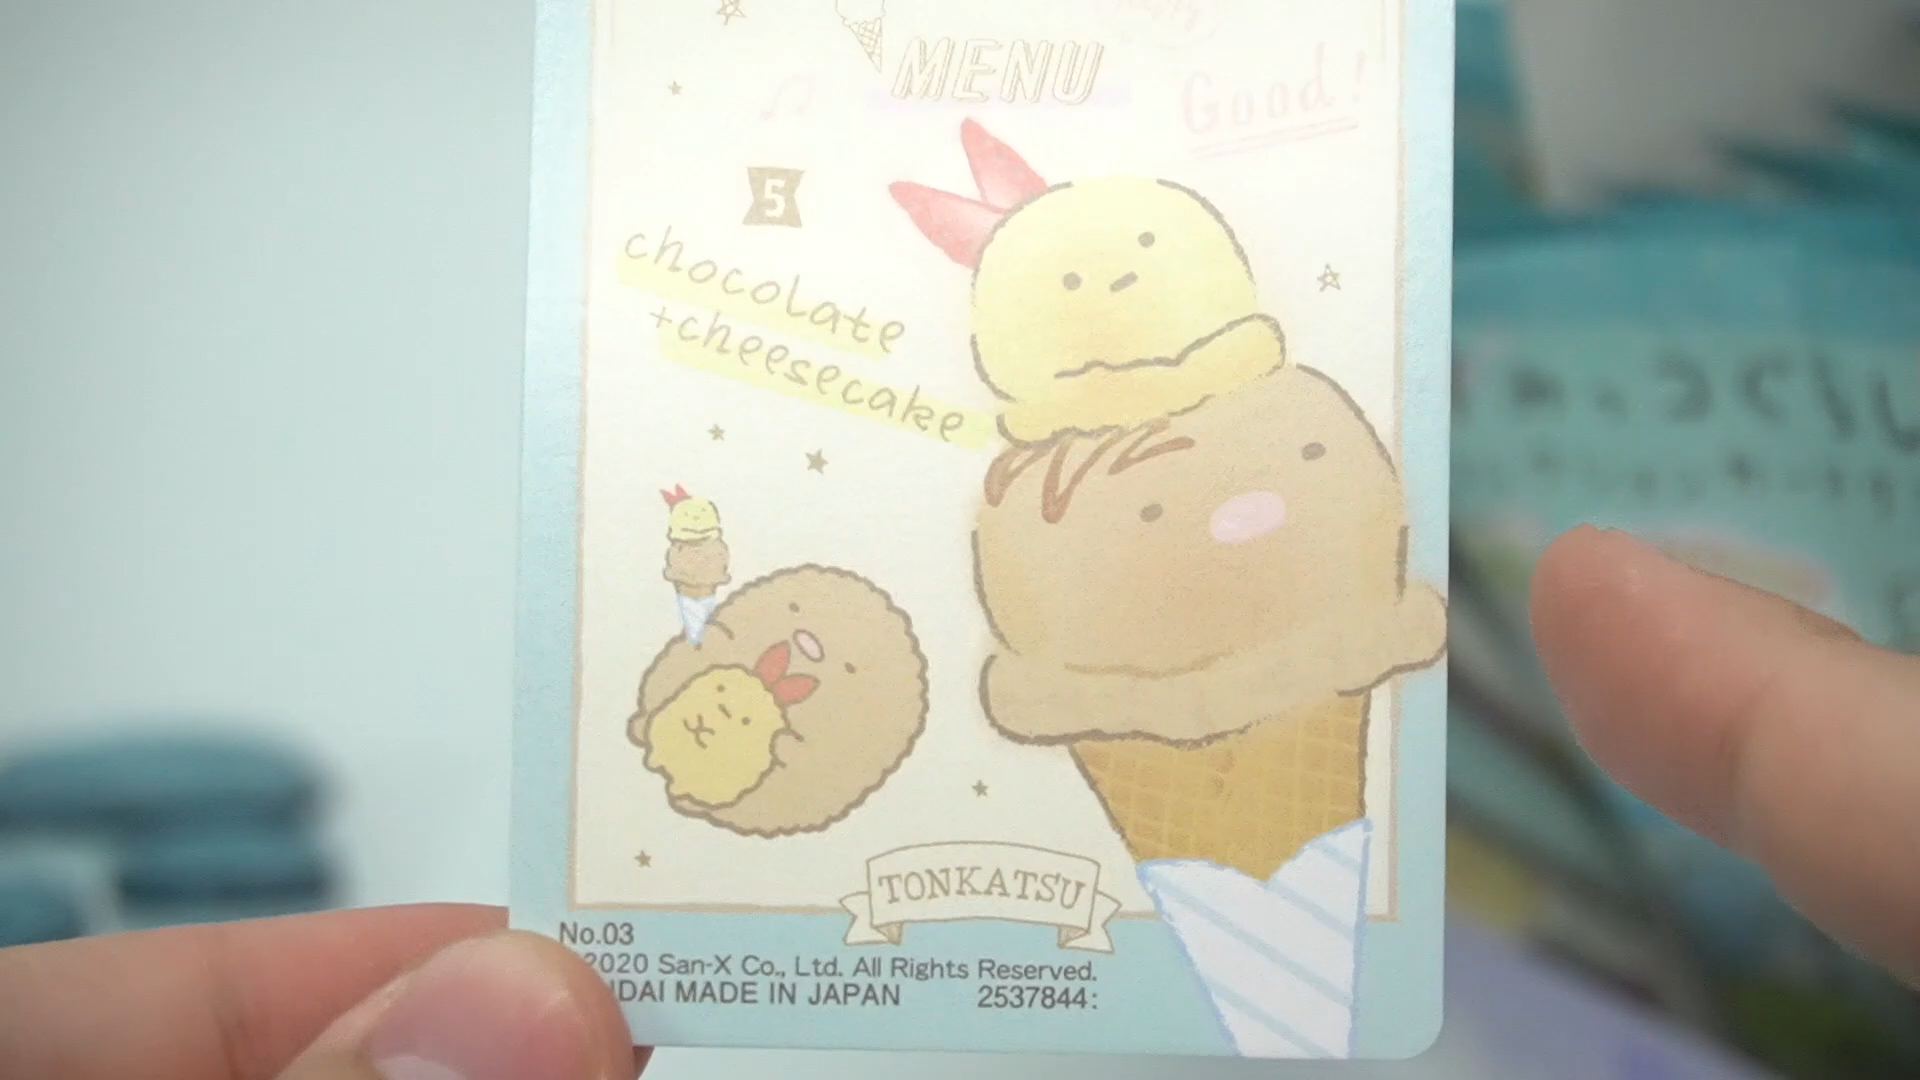 MENU
Good!
5
chocolate
+cheesecake
TONKATSU
No.03
2020 San-X Co., Ltd. All Rights Reserved.
DAI MADE IN JAPAN 2537844: